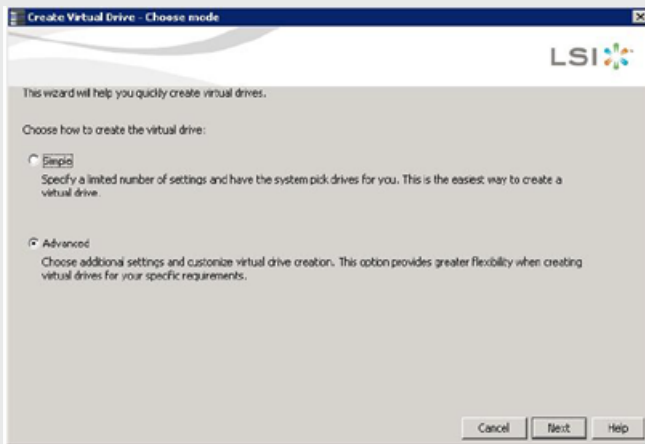 Create Virtual Drive - Choose mode
LSI
This wizard will help you quickly create virtual drives.
Choose how to create the virtual drive:
Simple
Specify a limited number of settings and have the system pick drives for you. This is the easiest way to create a
virtual drive.
Advanced
Choose additional settings and customize virtual drive creation. This option provides greater flexibility when creating
virtual drives for your specific requirements.
Cancel Next Help